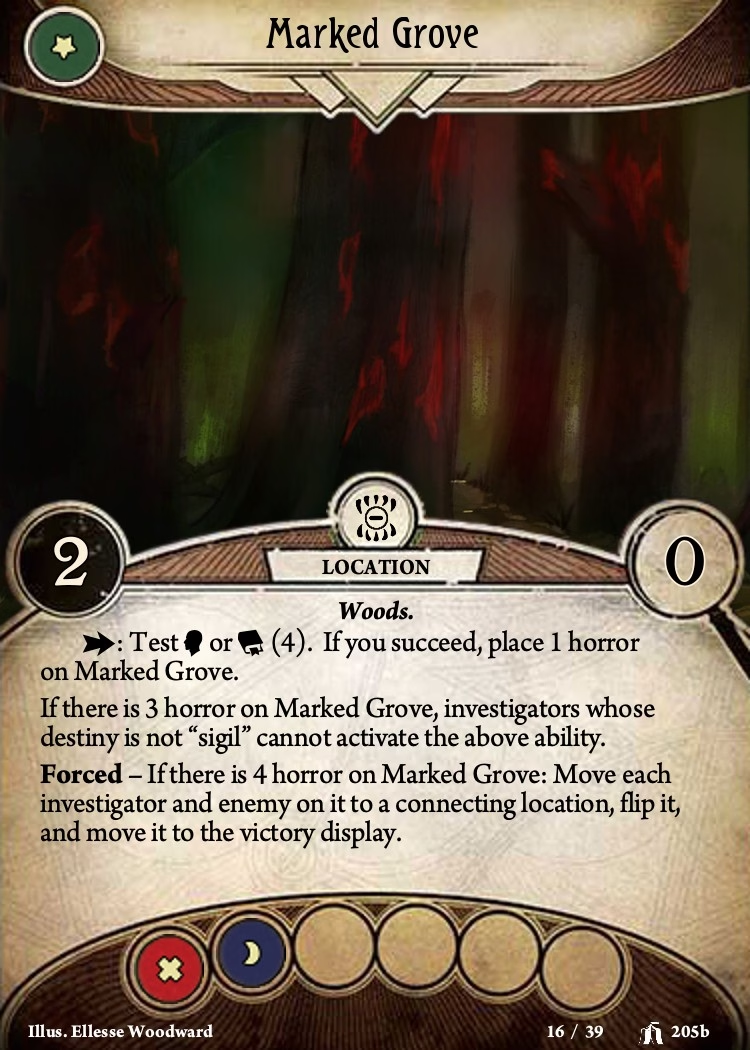 Marked Grove
2
0
LOCATION
Woods.
: Test or (4). If you succeed, place 1 horror
on Marked Grove.
If there is 3 horror on Marked Grove, investigators whose
destiny is not “sigil” cannot activate the above ability.
Forced – If there is 4 horror on Marked Grove: Move each
investigator and enemy on it to a connecting location, flip it,
and move it to the victory display.
Illus. Ellesse Woodward
16 / 39
205b